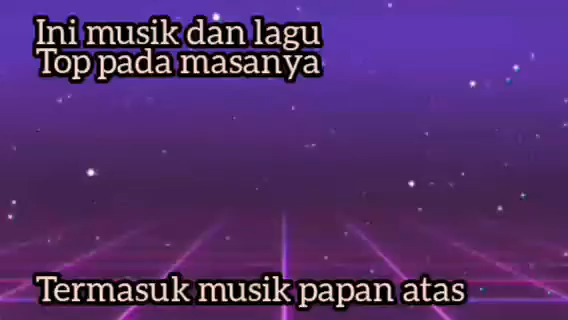 Ini musik dan lagu
Top pada masanya
Termasuk musik papan atas